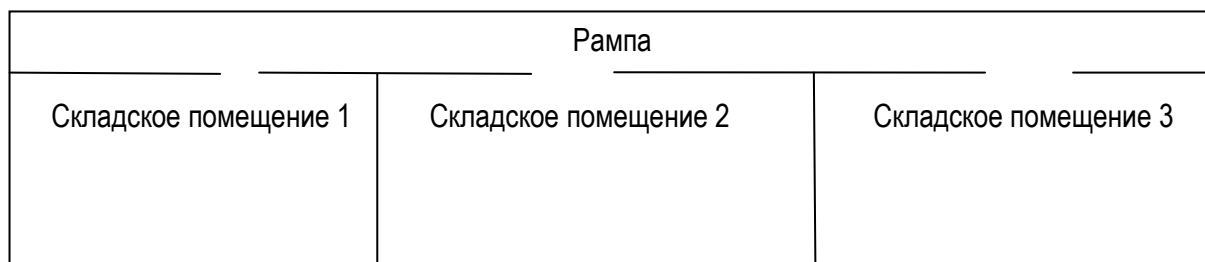 Рампа
Складское помещение 1
Складское помещение 2
Складское помещение 3